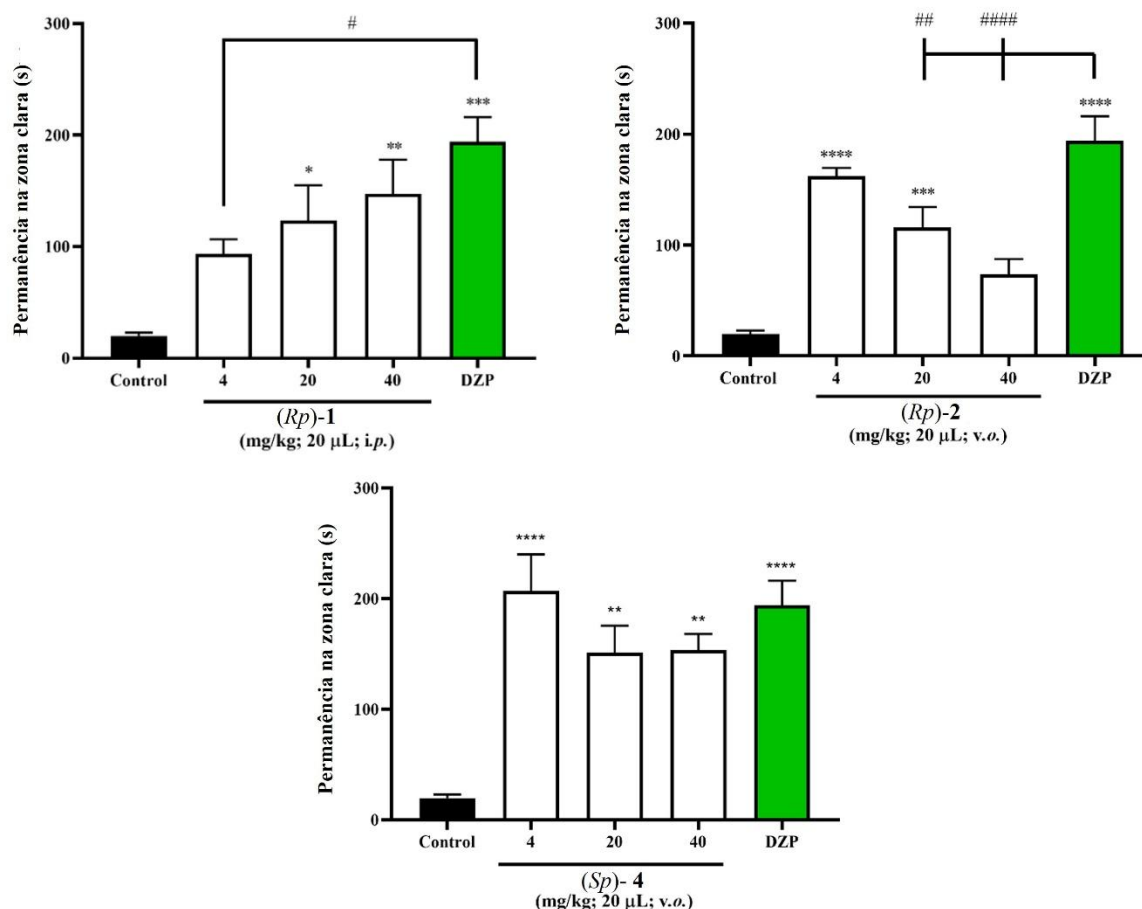 Permanência na zona clara (s)
300
200
100
0
#
*
**
***
Control 4 20 40 DZP
(Rp)-1
(mg/kg; 20 μL; i.p.)
Permanência na zona clara (s)
300
200
100
0
## ####
****
***
****
Control 4 20 40 DZP
(Rp)-2
(mg/kg; 20 μL; v.o.)
Permanência na zona clara (s)
300
200
100
0
****
**
**
****
Control 4 20 40 DZP
(Sp)- 4
(mg/kg; 20 μL; v.o.)